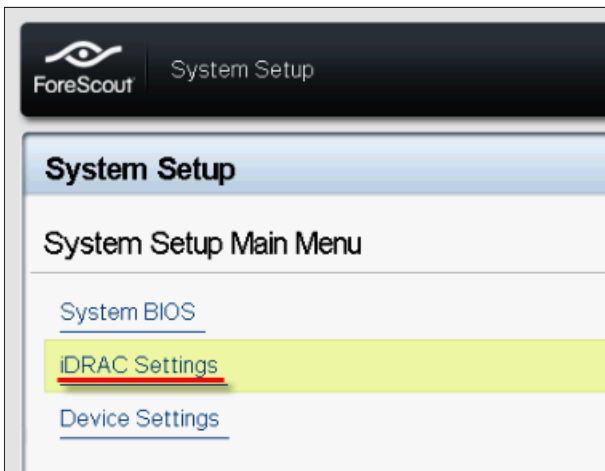 ForeScout
System Setup
System Setup
System Setup Main Menu
System BIOS
iDRAC Settings
Device Settings